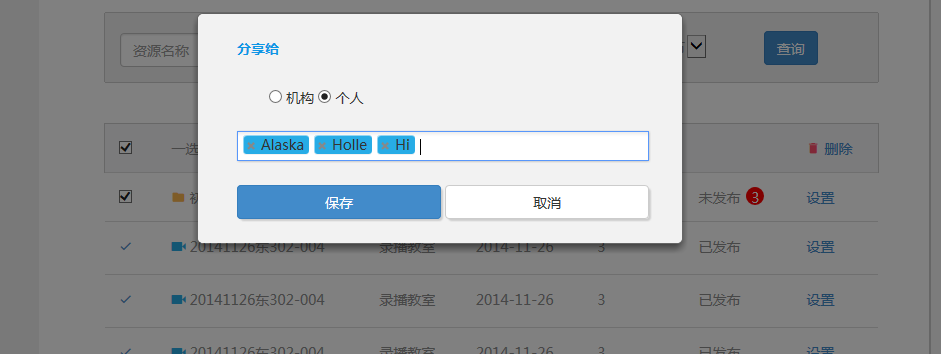 分享给
资源名称
查询
机构 个人
× Alaska × Holle × Hi
一选
删除
保存 取消
未发布 3 设置
20141126东302-004 录播教室 2014-11-26 3 已发布 设置
20141126东302-004 录播教室 2014-11-26 3 已发布 设置
20141126东302-004 录播教室 2014-11-26 3 已发布 设置